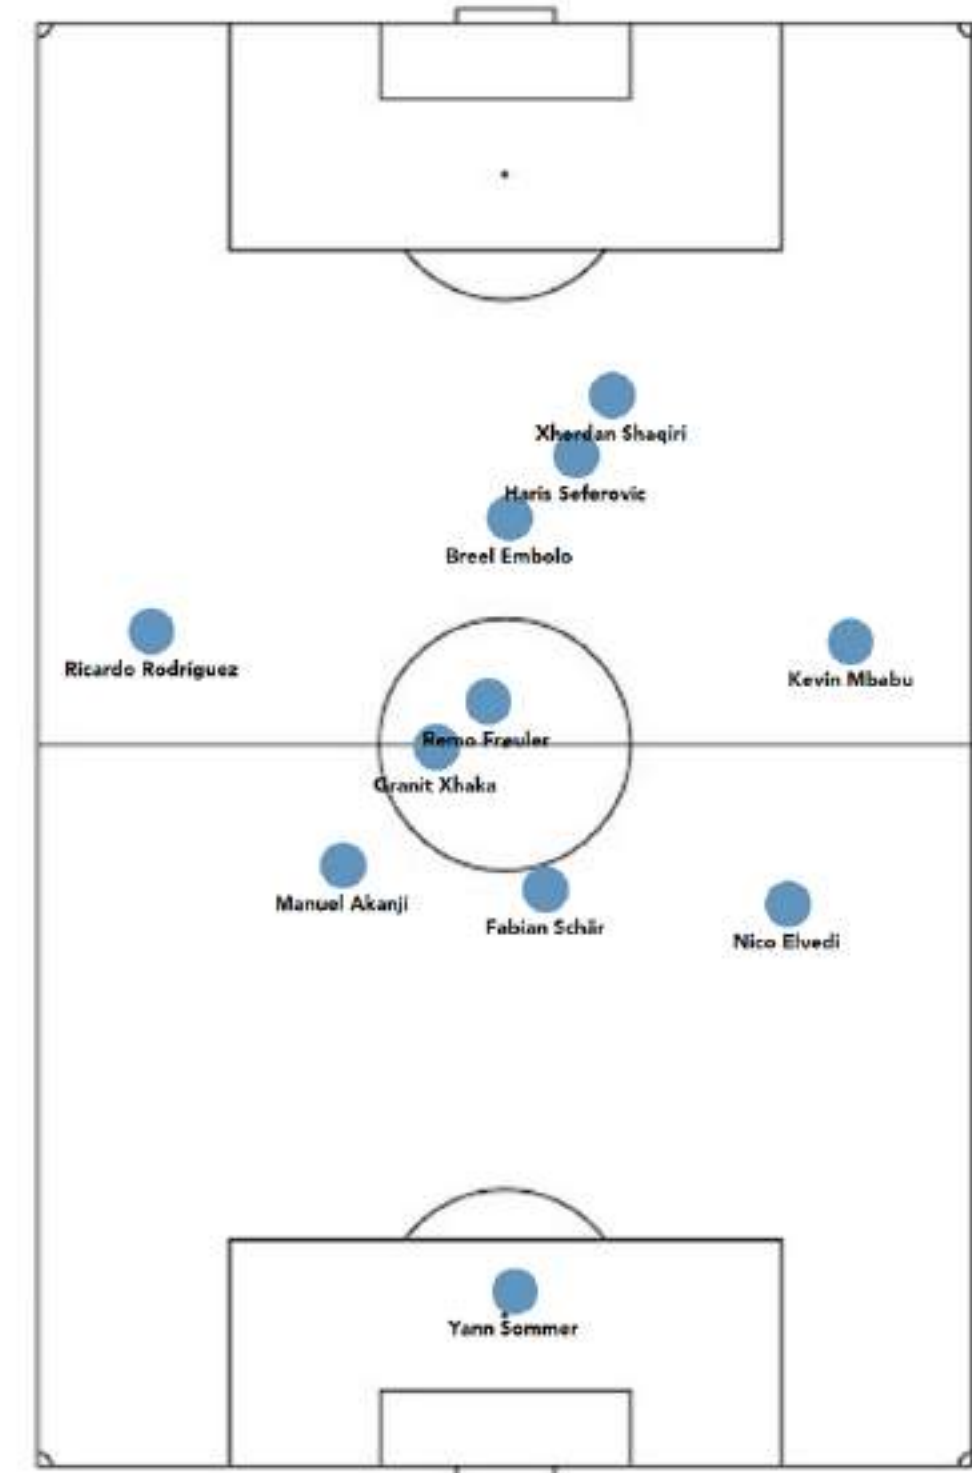 Xherdan Shaqiri
Haris Seferovic
Breel Embolo
Ricardo Rodríguez
Kevin Mbabu
Remo Freuler
Granit Xhaka
Manuel Akanji
Fabian Schär
Nico Elvedi
Yann Sommer